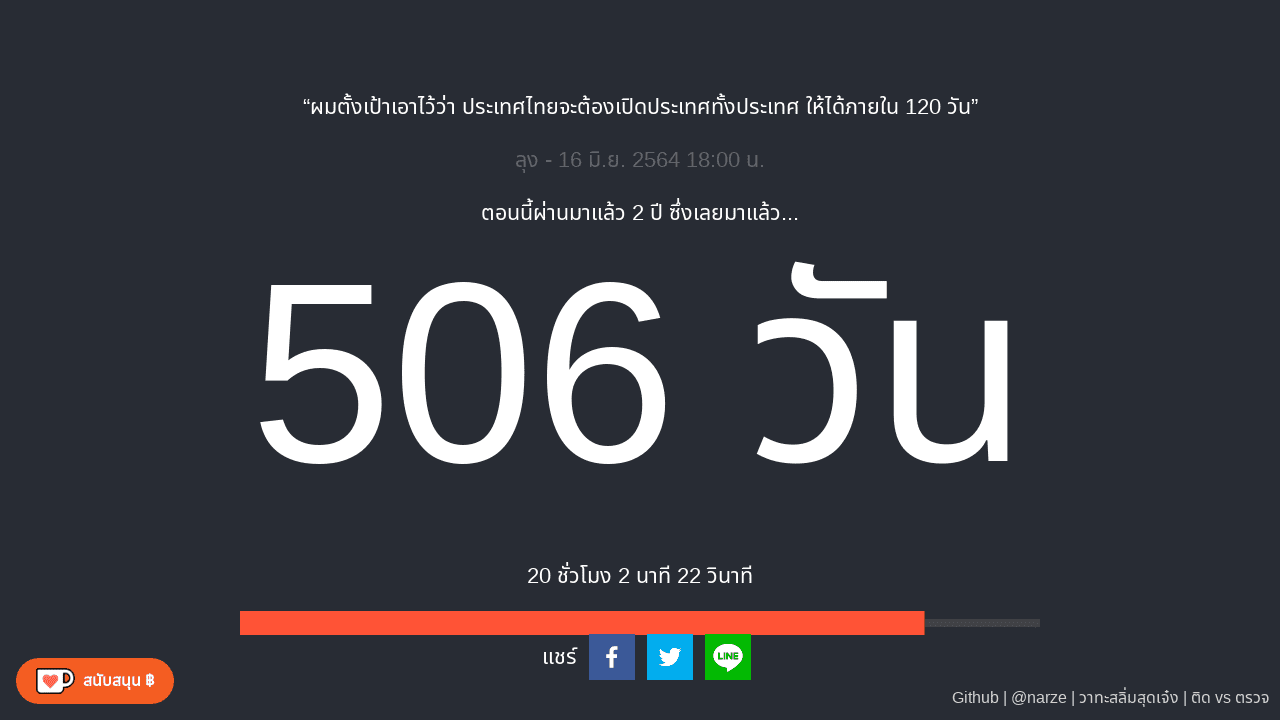 “ผมตั้งเป้าเอาไว้ว่า ประเทศไทยจะต้องเปิดประเทศทั้งประเทศ ให้ได้ภายใน 120 วัน”
ลุง - 16 มิ.ย. 2564 18:00 น.
ตอนนี้ผ่านมาแล้ว 2 ปี ซึ่งเลยมาแล้ว...
506 วัน
20 ชั่วโมง 2 นาที 22 วินาที
แชร์
LINE
สนับสนุน ฿
Github | @narze | วาทะสลิ่มสุดเจ๋ง | ติด vs ตรวจ